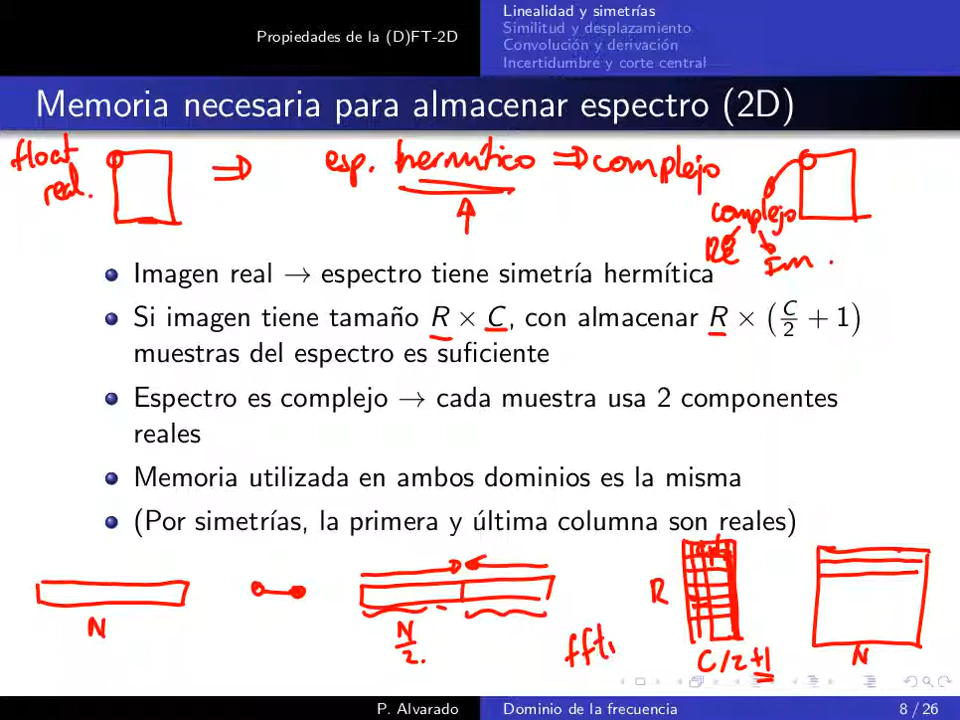 Propiedades de la (D)FT-2D
Linealidad y simetrías
Similitud y desplazamiento
Convolución y derivación
Incertidumbre y corte central
Memoria necesaria para almacenar espectro (2D)
float
real.
esp. hermítico ⇒ complejo
complejo
Re
Im
Imagen real → espectro tiene simetría hermítica
Si imagen tiene tamaño R × C, con almacenar R × (C/2 + 1)
muestras del espectro es suficiente
Espectro es complejo → cada muestra usa 2 componentes
reales
Memoria utilizada en ambos dominios es la misma
(Por simetrías, la primera y última columna son reales)
N
N/2.
R
C/2+1
N
P. Alvarado
Dominio de la frecuencia
8 / 26